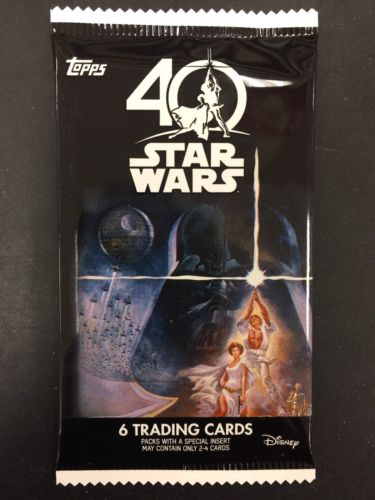 Topps
40
STAR
WARS
6 TRADING CARDS
PACKS WITH A SPECIAL INSERT
MAY CONTAIN ONLY 2-4 CARDS
Disney